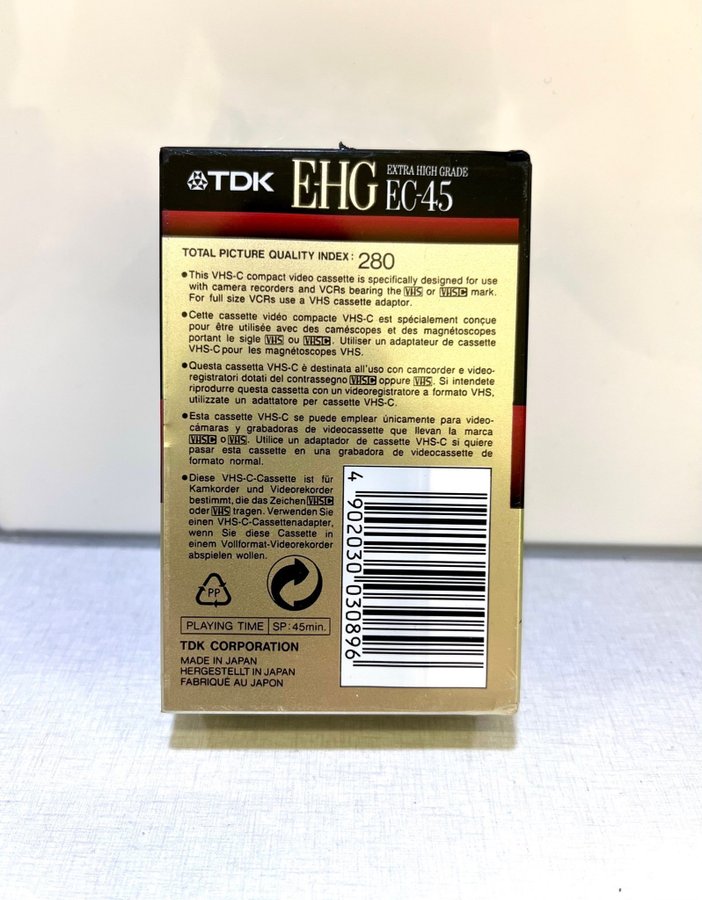 TDK E-HG EXTRA HIGH GRADE
EC-45
TOTAL PICTURE QUALITY INDEX: 280
●This VHS-C compact video cassette is specifically designed for use
with camera recorders and VCRs bearing the VHS or VHSC mark.
For full size VCRs use a VHS cassette adaptor.
●Cette cassette vidéo compacte VHS-C est spécialement conçue
pour être utilisée avec des caméscopes et des magnétoscopes
portant le sigle VHS ou VHSC. Utiliser un adaptateur de cassette
VHS-C pour les magnétoscopes VHS.
●Questa cassetta VHS-C è destinata all'uso con camcorder e video-
registratori dotati del contrassegno VHSC oppure VHS. Si intendete
riprodurre questa cassetta con un videoregistratore a formato VHS,
utilizzate un adattatore per cassette VHS-C.
●Esta cassette VHS-C se puede emplear únicamente para video-
cámaras y grabadoras de videocassette que llevan la marca
VHSC o VHS. Utilice un adaptador de cassette VHS-C si quiere
pasar esta cassette en una grabadora de videocassette de
formato normal.
●Diese VHS-C-Cassette ist für
Kamkorder und Videorekorder
bestimmt, die das Zeichen VHSC
oder VHS tragen. Verwenden Sie
einen VHS-C-Cassettenadapter,
wenn Sie diese Cassette in
einem Vollformat-Videorekorder
abspielen wollen.
PP
PLAYING TIME SP: 45min.
TDK CORPORATION
MADE IN JAPAN
HERGESTELLT IN JAPAN
FABRIQUÉ AU JAPON
4 902030 030896